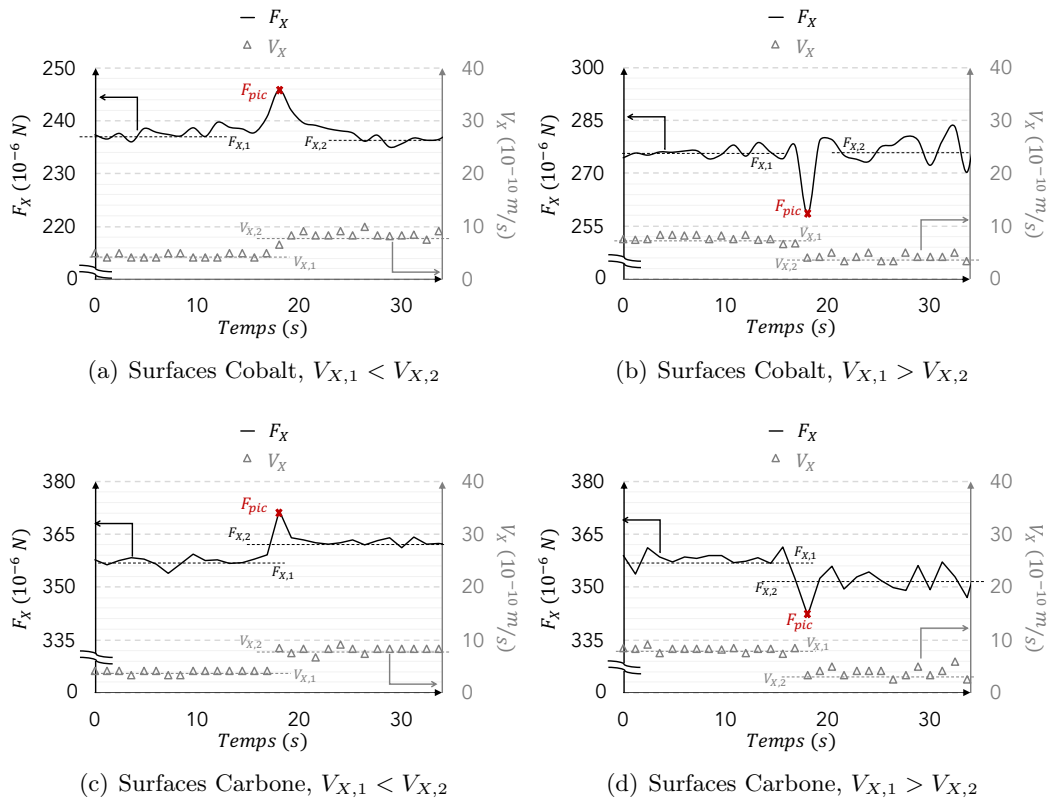 — F_X
△ V_X
250
240
230
220
0
F_X (10⁻⁶ N)
40
30
20
10
0
V_X (10⁻¹⁰ m/s)
F_pic
F_X,1
F_X,2
V_X,2
V_X,1
0 10 20 30
Temps (s)
(a) Surfaces Cobalt, V_X,1 < V_X,2
— F_X
△ V_X
300
285
270
255
0
F_X (10⁻⁶ N)
40
30
20
10
0
V_X (10⁻¹⁰ m/s)
F_X,2
F_X,1
F_pic
V_X,1
V_X,2
0 10 20 30
Temps (s)
(b) Surfaces Cobalt, V_X,1 > V_X,2
— F_X
△ V_X
380
365
350
335
0
F_X (10⁻⁶ N)
40
30
20
10
0
V_X (10⁻¹⁰ m/s)
F_pic
F_X,2
F_X,1
V_X,2
V_X,1
0 10 20 30
Temps (s)
(c) Surfaces Carbone, V_X,1 < V_X,2
— F_X
△ V_X
380
365
350
335
0
F_X (10⁻⁶ N)
40
30
20
10
0
V_X (10⁻¹⁰ m/s)
F_X,1
F_X,2
F_pic
V_X,1
V_X,2
0 10 20 30
Temps (s)
(d) Surfaces Carbone, V_X,1 > V_X,2